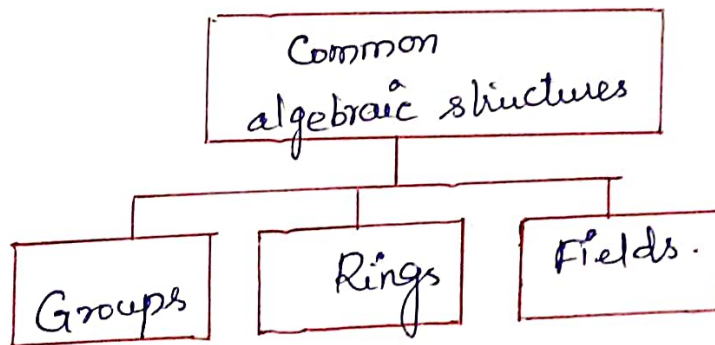 Common
algebraic structures
Groups
Rings
Fields.